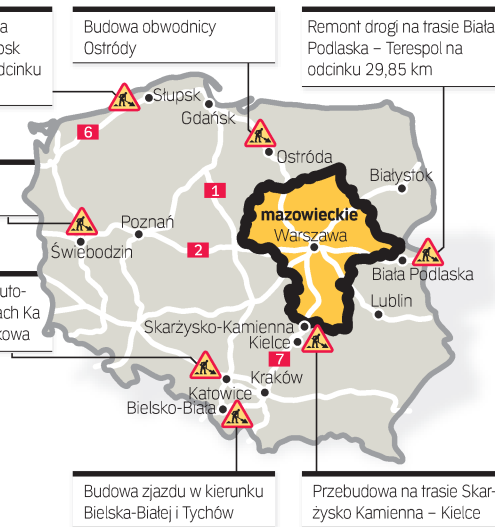 a
osk
dcinku
Budowa obwodnicy
Ostródy
Remont drogi na trasie Biała
Podlaska – Terespol na
odcinku 29,85 km
Słupsk
Gdańsk
6
Ostróda
Białystok
1
mazowieckie
Poznań
Warszawa
2
Świebodzin
Biała Podlaska
uto-
ach Ka
kowa
Lublin
Skarżysko-Kamienna
Kielce
7
Kraków
Katowice
Bielsko-Biała
Budowa zjazdu w kierunku
Bielska-Białej i Tychów
Przebudowa na trasie Skar-
żysko Kamienna – Kielce